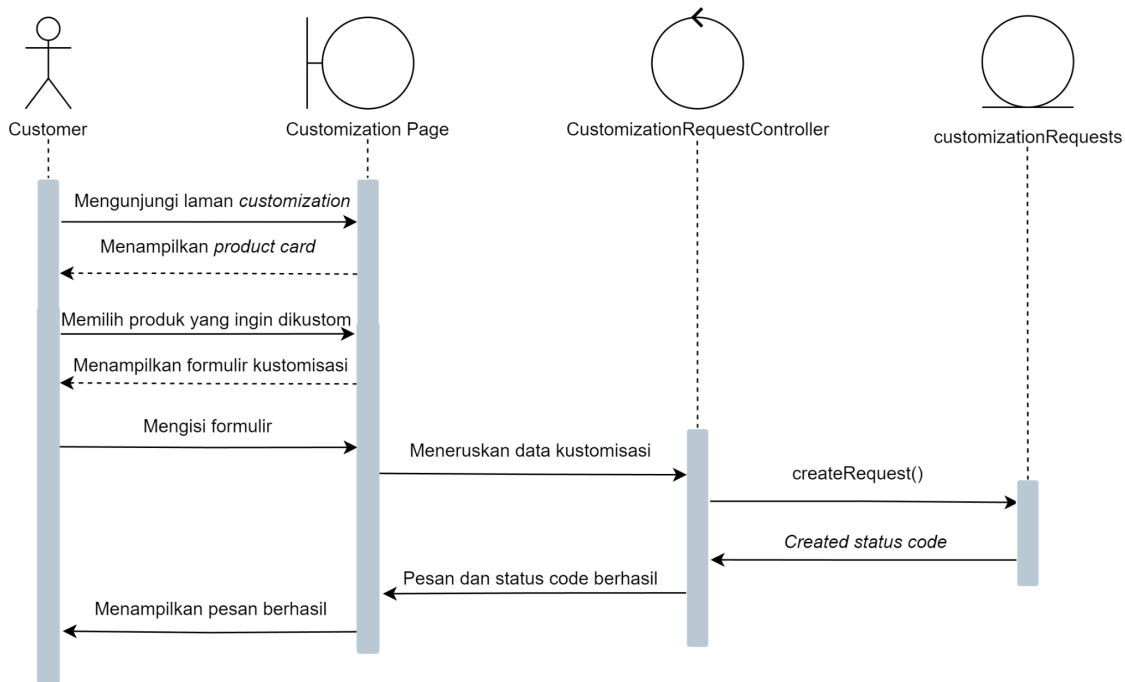 Customer
Customization Page
CustomizationRequestController
customizationRequests
Mengunjungi laman customization
Menampilkan product card
Memilih produk yang ingin dikustom
Menampilkan formulir kustomisasi
Mengisi formulir
Meneruskan data kustomisasi
createRequest()
Created status code
Pesan dan status code berhasil
Menampilkan pesan berhasil